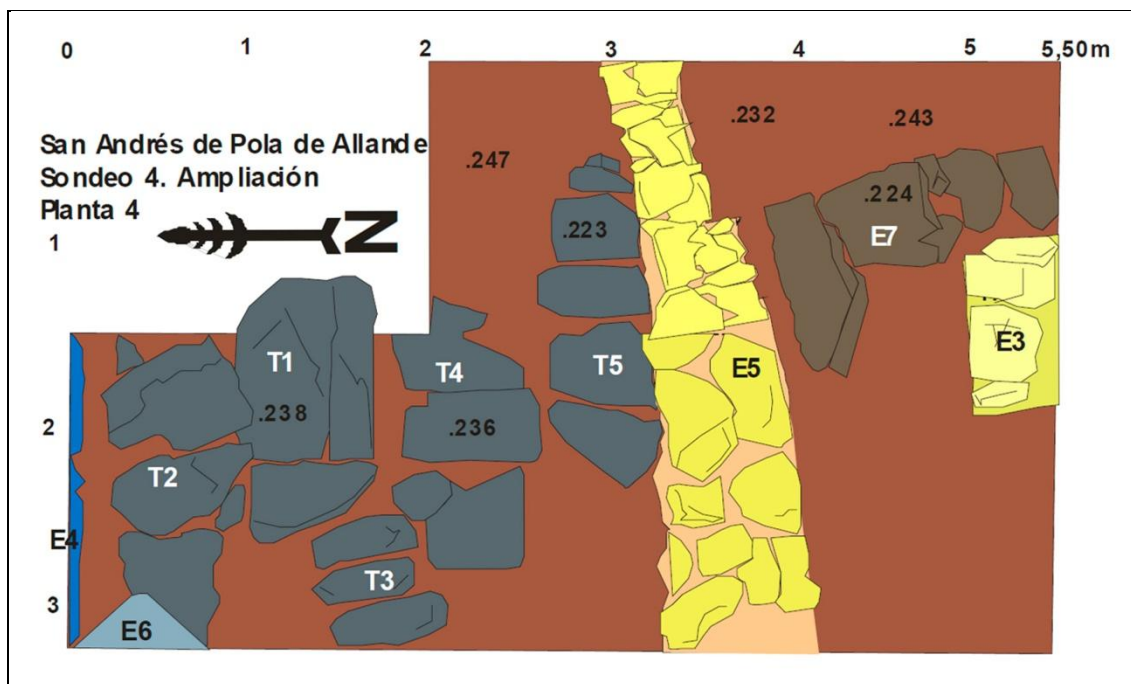 0 1 2 3 4 5 5,50 m
.232 .243
San Andrés de Pola de Allande
.247
Sondeo 4. Ampliación
Planta 4
.224
N
1 .223 E7
E3
T1 T4 T5 E5
.238 .236
2
T2
E4
T3
3
E6